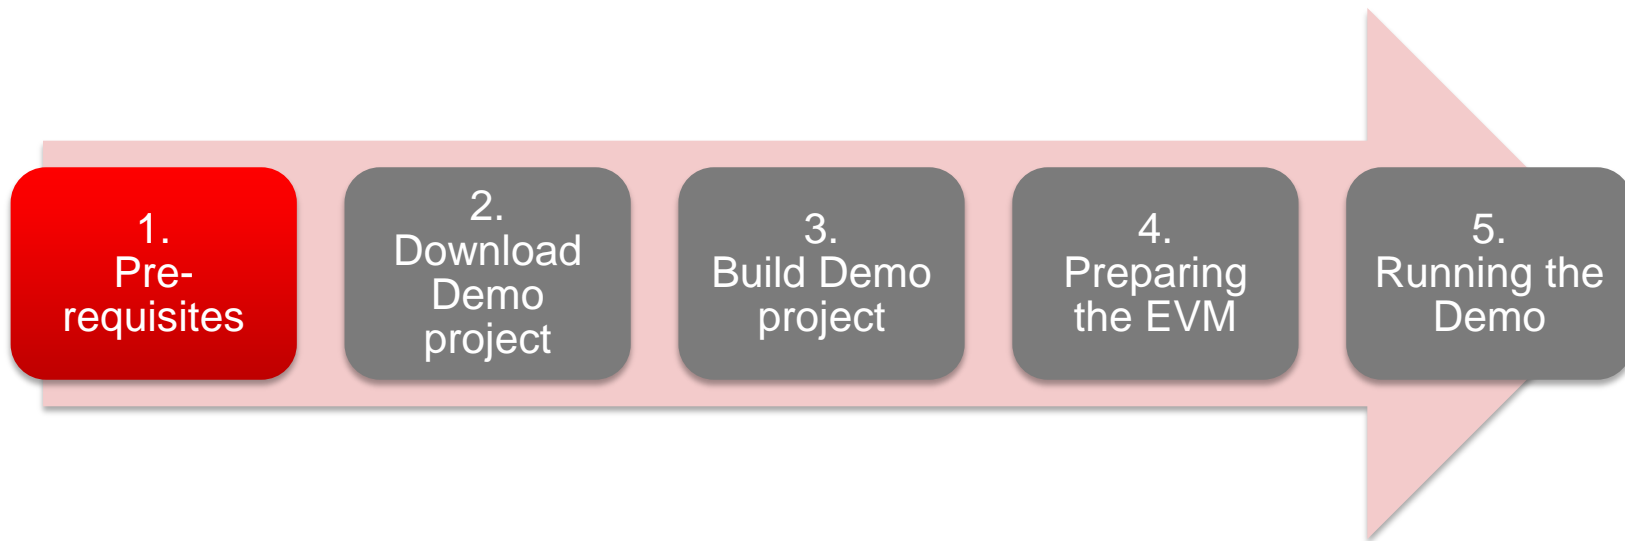 1.
Pre-
requisites
2.
Download
Demo
project
3.
Build Demo
project
4.
Preparing
the EVM
5.
Running the
Demo